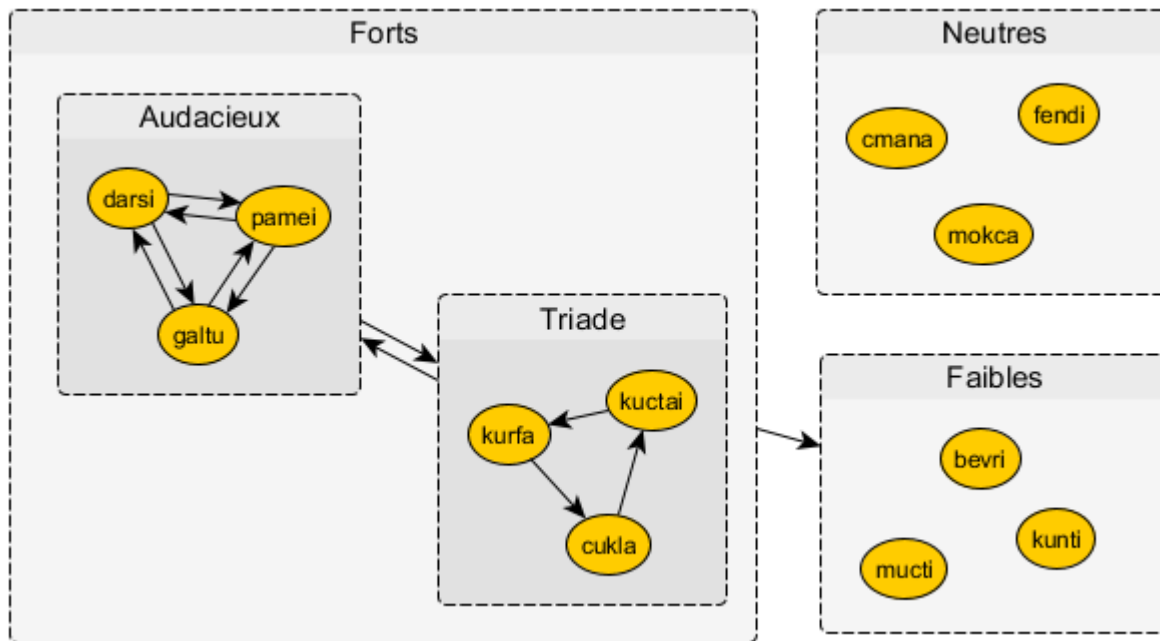 Forts
Audacieux
darsi
pamei
galtu
Triade
kuctai
kurfa
cukla
Neutres
fendi
cmana
mokca
Faibles
bevri
kunti
mucti